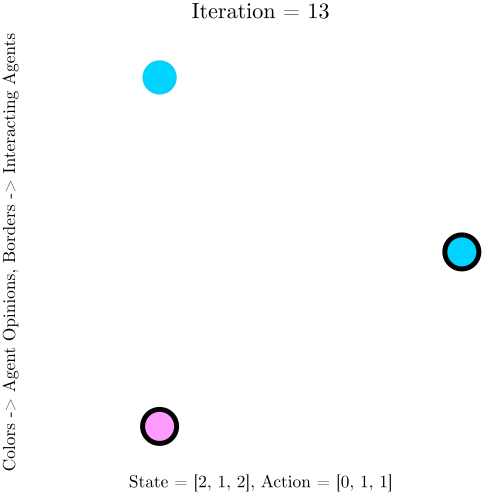 Iteration = 13
Colors -> Agent Opinions, Borders -> Interacting Agents
State = [2, 1, 2], Action = [0, 1, 1]